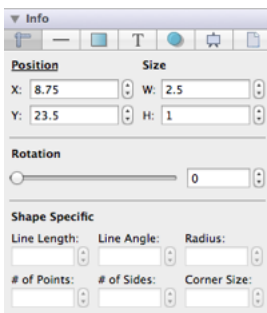 Info
T
Position Size
X: 8.75 W: 2.5
Y: 23.5 H: 1
Rotation
0
Shape Specific
Line Length: Line Angle: Radius:
# of Points: # of Sides: Corner Size: